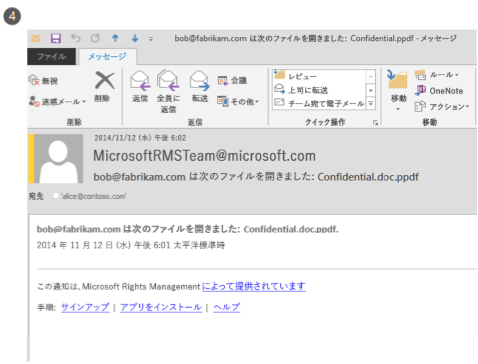 4
bob@fabrikam.com は次のファイルを開きました: Confidential.ppdf - メッセージ
ファイル メッセージ
無視
迷惑メール
削除
返信
全員に
返信
転送
会議
その他
レビュー
上司に転送
チーム宛て電子メール
移動
ルール
OneNote
アクション
削除 返信 クイック操作 移動
2014/11/12 (水) 午後 6:02
MicrosoftRMSTeam@microsoft.com
bob@fabrikam.com は次のファイルを開きました: Confidential.doc.ppdf
宛先 'alice@contoso.com'
bob@fabrikam.com は次のファイルを開きました: Confidential.doc.ppdf.
2014 年 11 月 12 日 (水) 午後 6:01 太平洋標準時
この通知は、Microsoft Rights Management によって提供されています
手順: サインアップ | アプリをインストール | ヘルプ